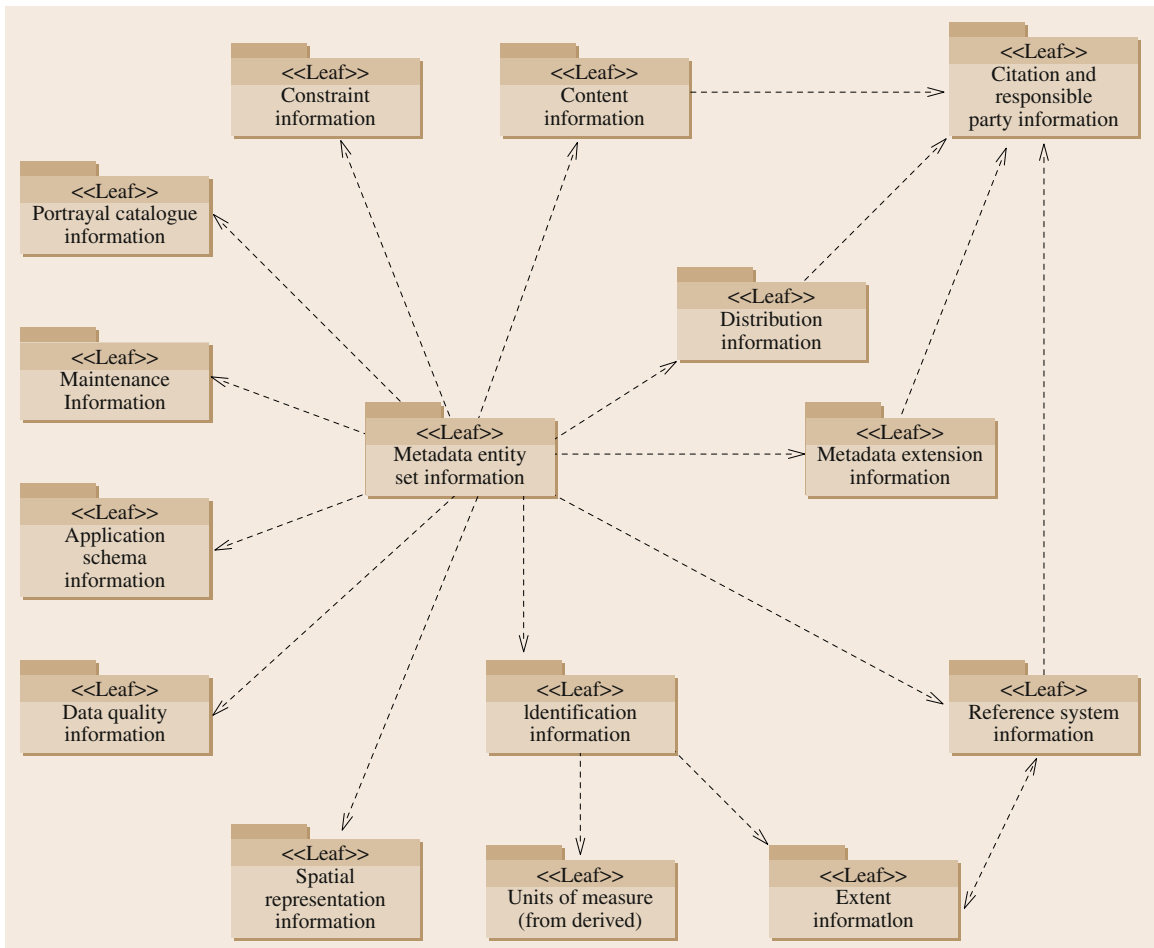 <<Leaf>>
Constraint
information
<<Leaf>>
Content
information
<<Leaf>>
Citation and
responsible
party information
<<Leaf>>
Portrayal catalogue
information
<<Leaf>>
Distribution
information
<<Leaf>>
Maintenance
Information
<<Leaf>>
Metadata entity
set information
<<Leaf>>
Metadata extension
information
<<Leaf>>
Application
schema
information
<<Leaf>>
Data quality
information
<<Leaf>>
ldentification
information
<<Leaf>>
Reference system
information
<<Leaf>>
Spatial
representation
information
<<Leaf>>
Units of measure
(from derived)
<<Leaf>>
Extent
informatlon